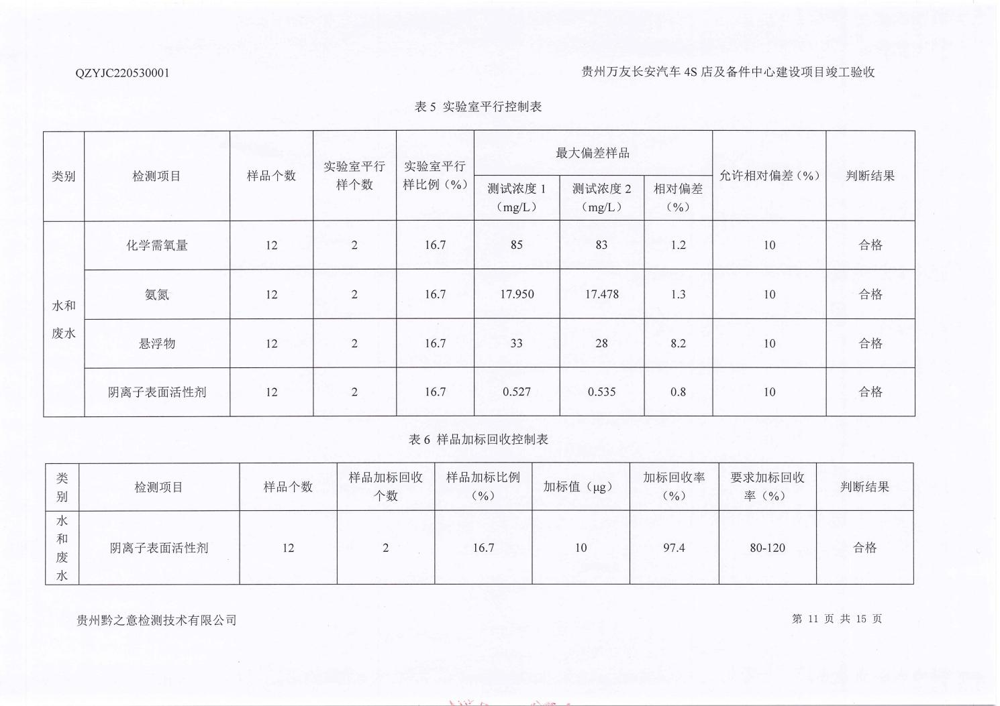 QZYJC220530001
贵州万友长安汽车 4S 店及备件中心建设项目竣工验收
表 5 实验室平行控制表
类别 检测项目 样品个数 实验室平行样个数 实验室平行样比例（%） 最大偏差样品 允许相对偏差（%） 判断结果
测试浓度 1（mg/L） 测试浓度 2（mg/L） 相对偏差（%）
水和废水
化学需氧量 12 2 16.7 85 83 1.2 10 合格
氨氮 12 2 16.7 17.950 17.478 1.3 10 合格
悬浮物 12 2 16.7 33 28 8.2 10 合格
阴离子表面活性剂 12 2 16.7 0.527 0.535 0.8 10 合格
表 6 样品加标回收控制表
类别 检测项目 样品个数 样品加标回收个数 样品加标比例（%） 加标值（μg） 加标回收率（%） 要求加标回收率（%） 判断结果
水和废水 阴离子表面活性剂 12 2 16.7 10 97.4 80-120 合格
贵州黔之意检测技术有限公司
第 11 页 共 15 页